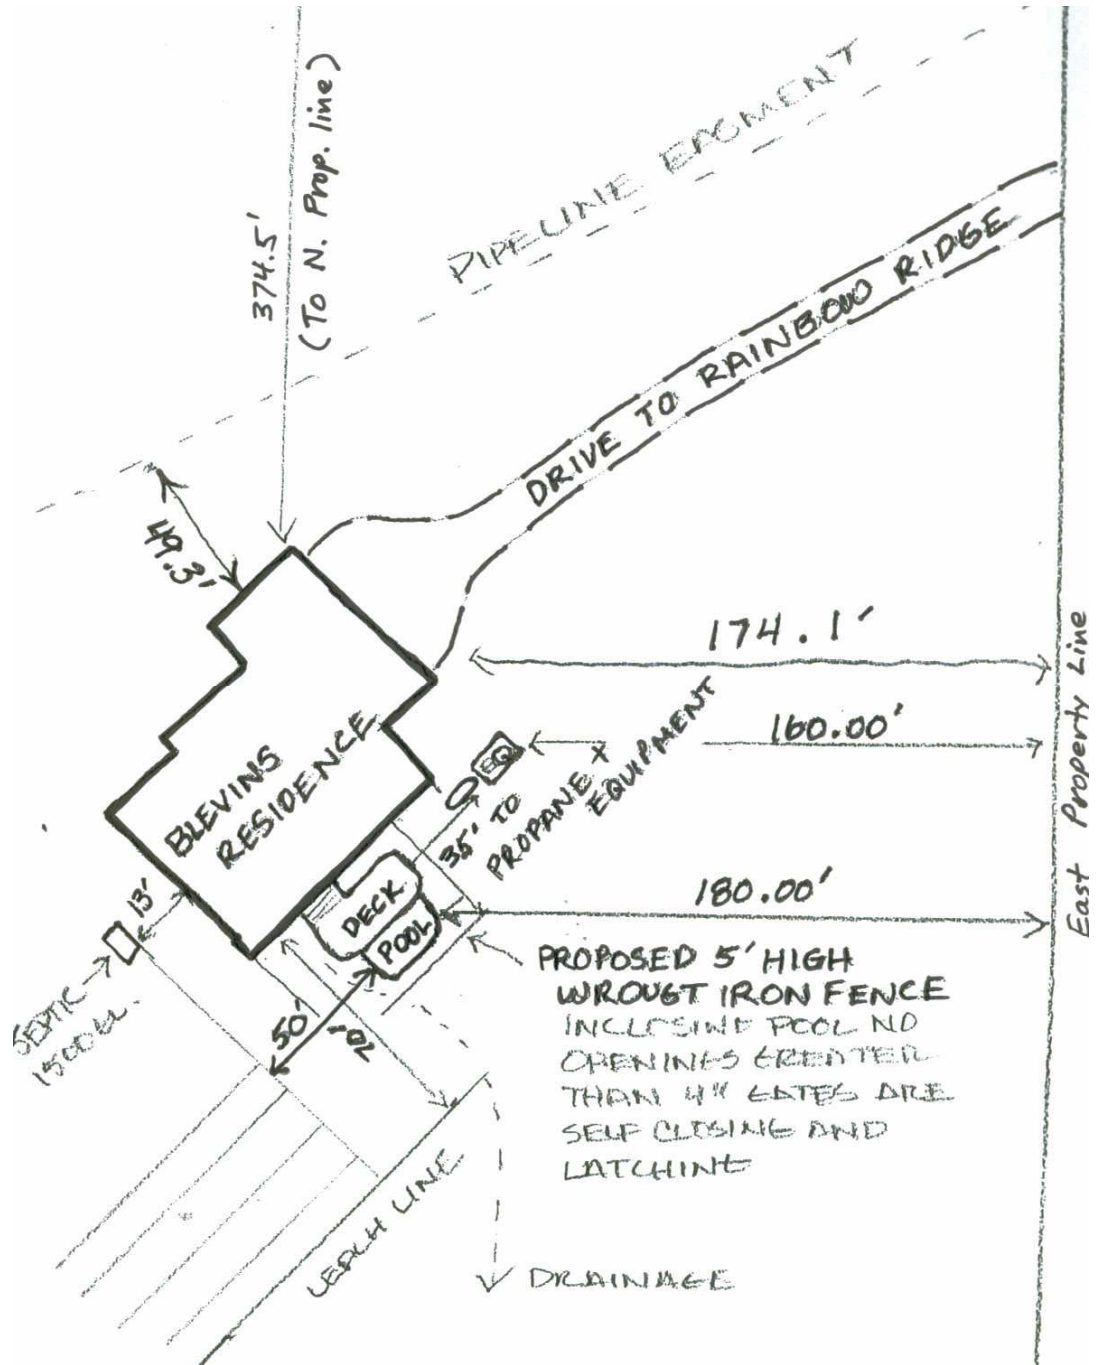 374.5'
(To N. Prop. line)
PIPELINE EASMENT
DRIVE TO RAINBOW RIDGE
49.3'
174.1'
160.00'
East Property Line
BLEVINS
RESIDENCE
EQ
35' TO
PROPANE +
EQUIPMENT
180.00'
DECK
POOL
13'
SEPTIC
1500GL.
50'
70'
PROPOSED 5' HIGH
WROUGT IRON FENCE
INCLOSING POOL NO
OPENINGS GREATER
THAN 4" GATES ARE
SELF CLOSING AND
LATCHING
LEACH LINE
DRAINAGE